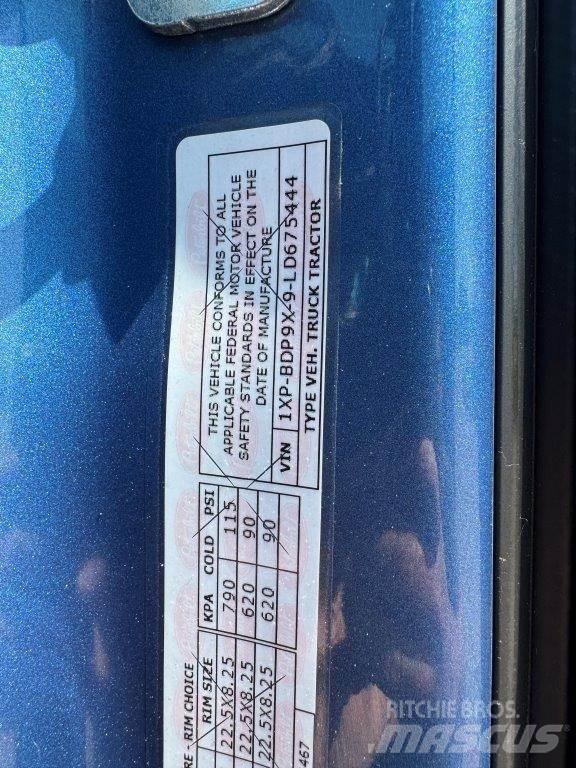 RE - RIM CHOICE
RIM SIZE KPA COLD PSI
22.5X8.25 790 115
22.5X8.25 620 90
22.5X8.25 620 90
467
THIS VEHICLE CONFORMS TO ALL
APPLICABLE FEDERAL MOTOR VEHICLE
SAFETY STANDARDS IN EFFECT ON THE
DATE OF MANUFACTURE
VIN 1XP-BDP9X-9-LD675444
TYPE VEH. TRUCK TRACTOR
RITCHIE BROS.
MASCUS